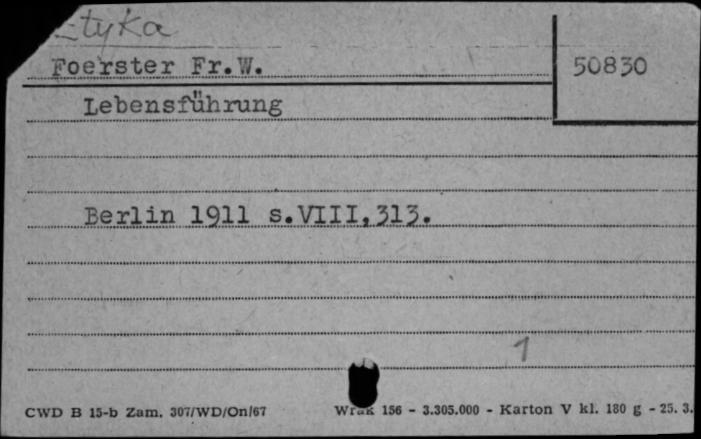 Etyka
Foerster Fr.W.
50830
Lebensführung
Berlin 1911 s.VIII,313.
1
CWD B 15-b Zam. 307/WD/On/67 Wrak 156 - 3.305.000 - Karton V kl. 180 g - 25. 3.